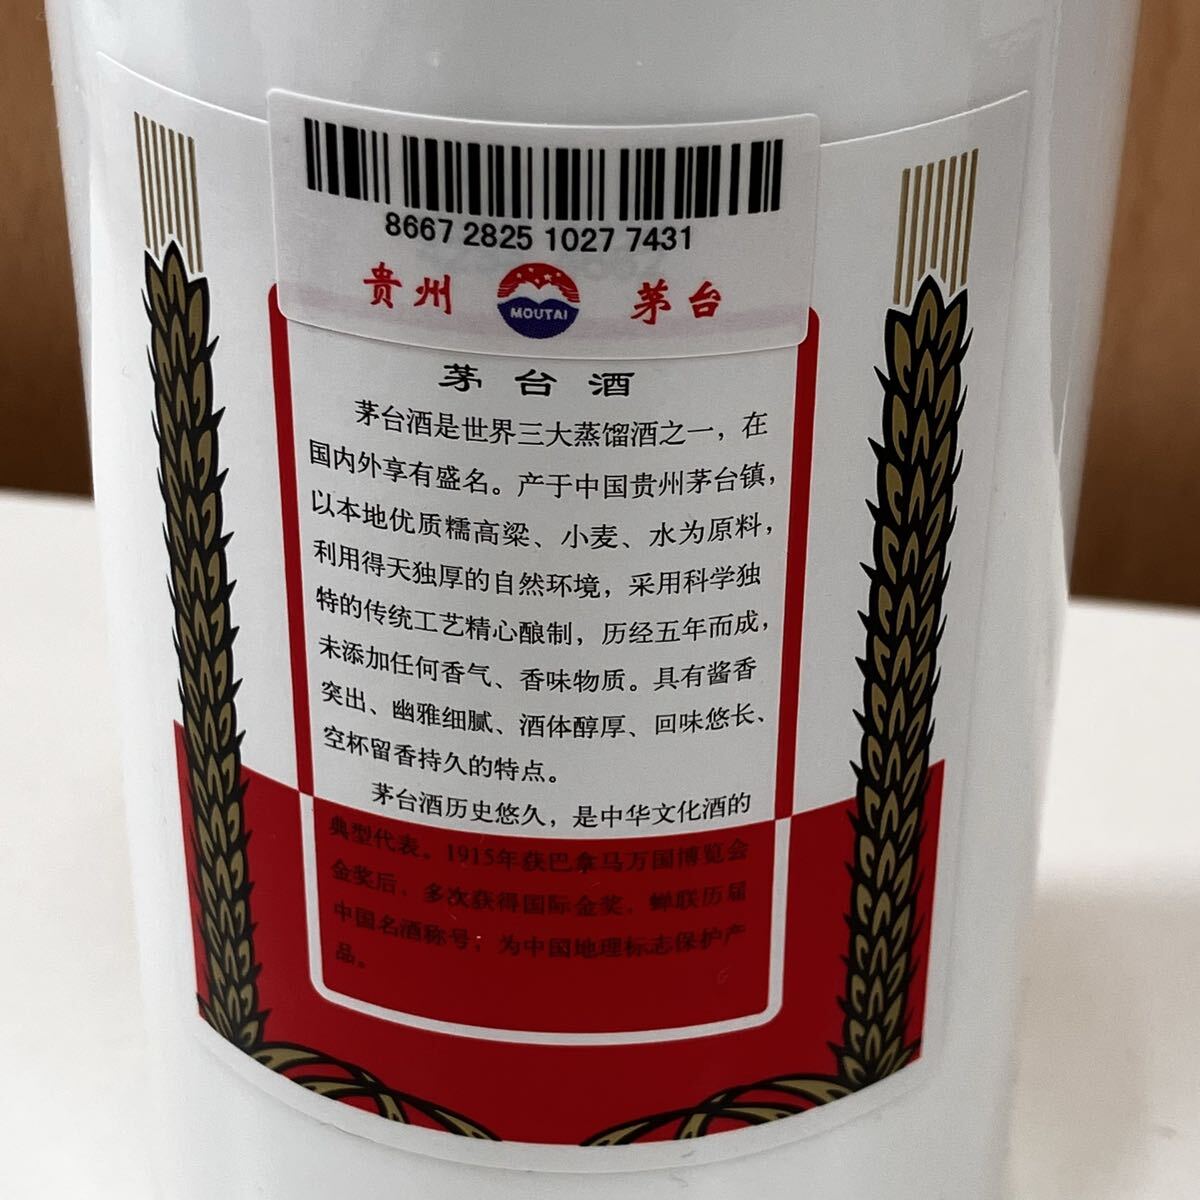 8667 2825 1027 7431
贵州 MOUTAI 茅台
茅台酒
茅台酒是世界三大蒸馏酒之一，在
国内外享有盛名。产于中国贵州茅台镇，
以本地优质糯高粱、小麦、水为原料，
利用得天独厚的自然环境，采用科学独
特的传统工艺精心酿制，历经五年而成，
未添加任何香气、香味物质。具有酱香
突出、幽雅细腻、酒体醇厚、回味悠长、
空杯留香持久的特点。
茅台酒历史悠久，是中华文化酒的
典型代表。1915年获巴拿马万国博览会
金奖后，多次获得国际金奖，蝉联历届
中国名酒称号；为中国地理标志保护产
品。